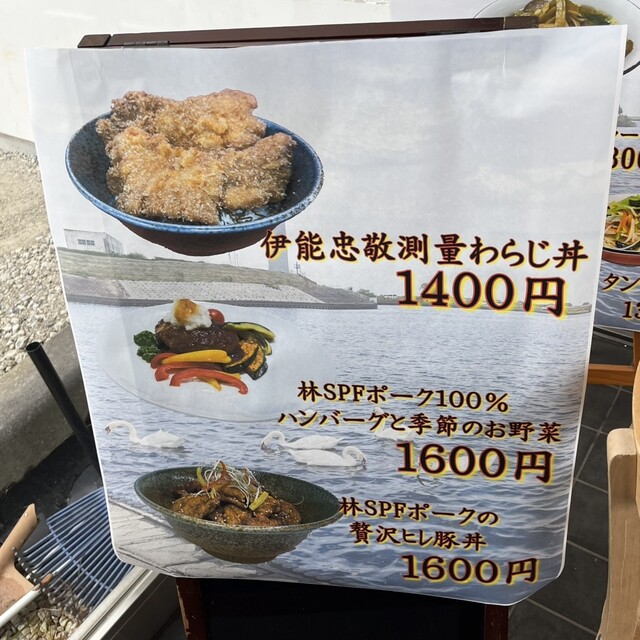 伊能忠敬測量わらじ丼
1400円
林SPFポーク100%
ハンバーグと季節のお野菜
1600円
林SPFポークの
贅沢ヒレ豚丼
1600円
タン